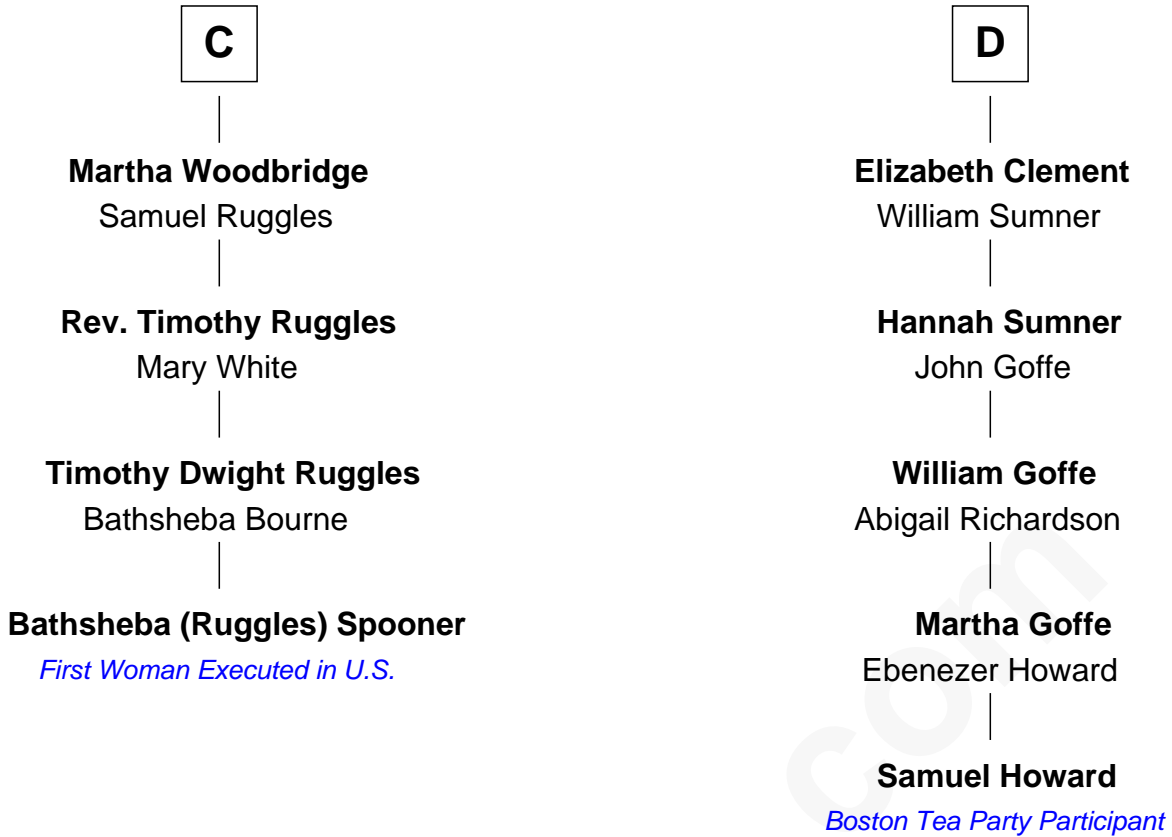 C
Martha Woodbridge
Samuel Ruggles
Rev. Timothy Ruggles
Mary White
Timothy Dwight Ruggles
Bathsheba Bourne
Bathsheba (Ruggles) Spooner
First Woman Executed in U.S.
D
Elizabeth Clement
William Sumner
Hannah Sumner
John Goffe
William Goffe
Abigail Richardson
Martha Goffe
Ebenezer Howard
Samuel Howard
Boston Tea Party Participant
com